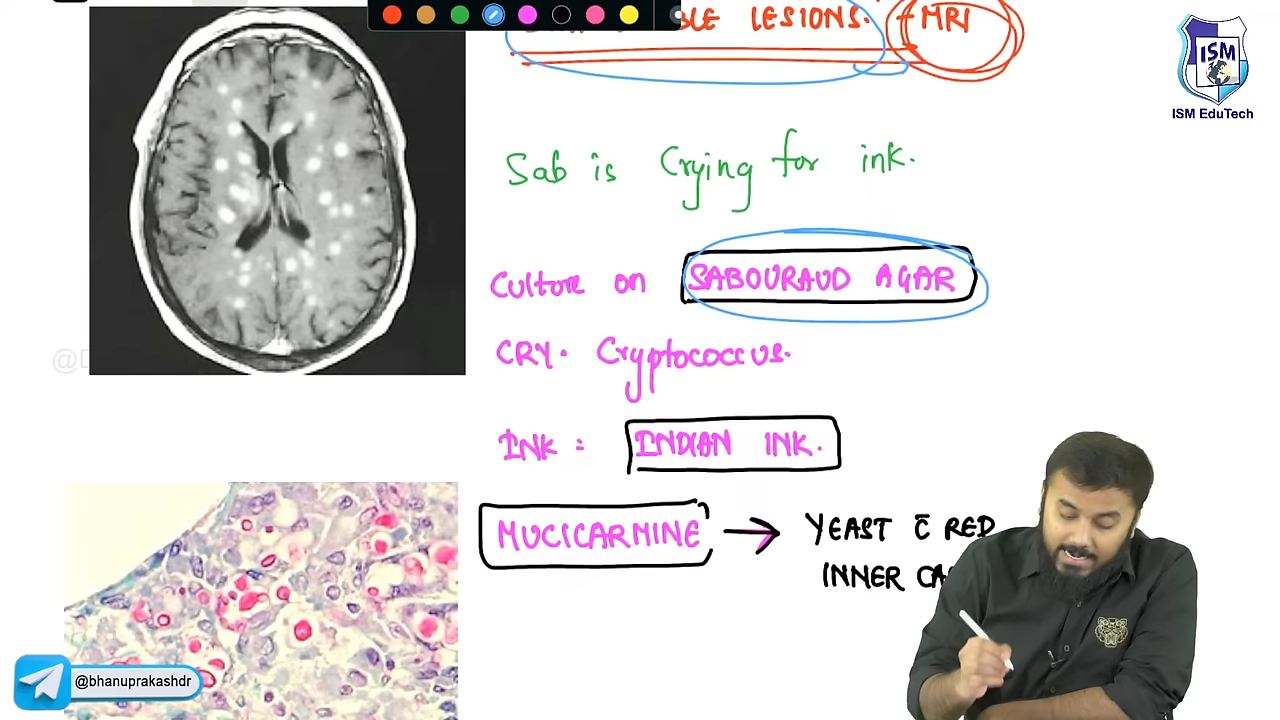 LESIONS. MRI
ISM
ISM EduTech
Sab is Crying for ink.
Culture on SABOURAUD AGAR
CRY. Cryptococcus.
INK = INDIAN INK.
MUCICARMINE → YEAST C̄ RED
INNER
@bhanuprakashdr